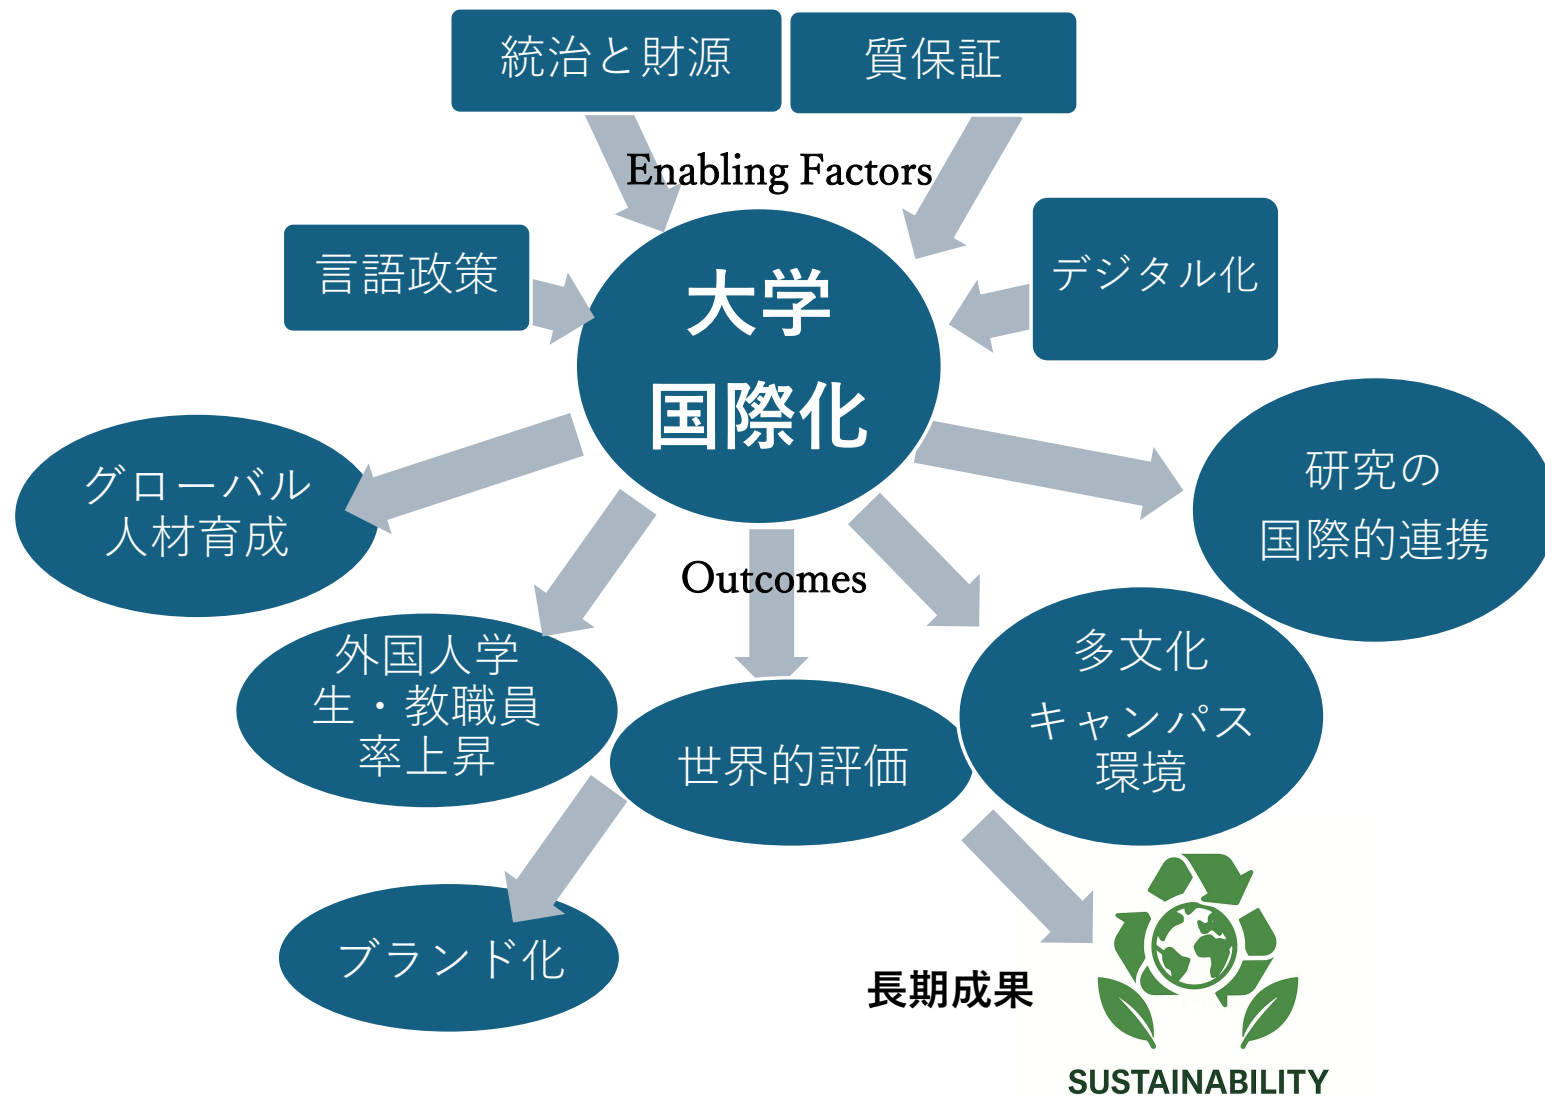 統治と財源
質保証
Enabling Factors
言語政策
デジタル化
大学
国際化
グローバル
人材育成
研究の
国際的連携
Outcomes
外国人学
生・教職員
率上昇
多文化
キャンパス
環境
世界的評価
ブランド化
長期成果
SUSTAINABILITY